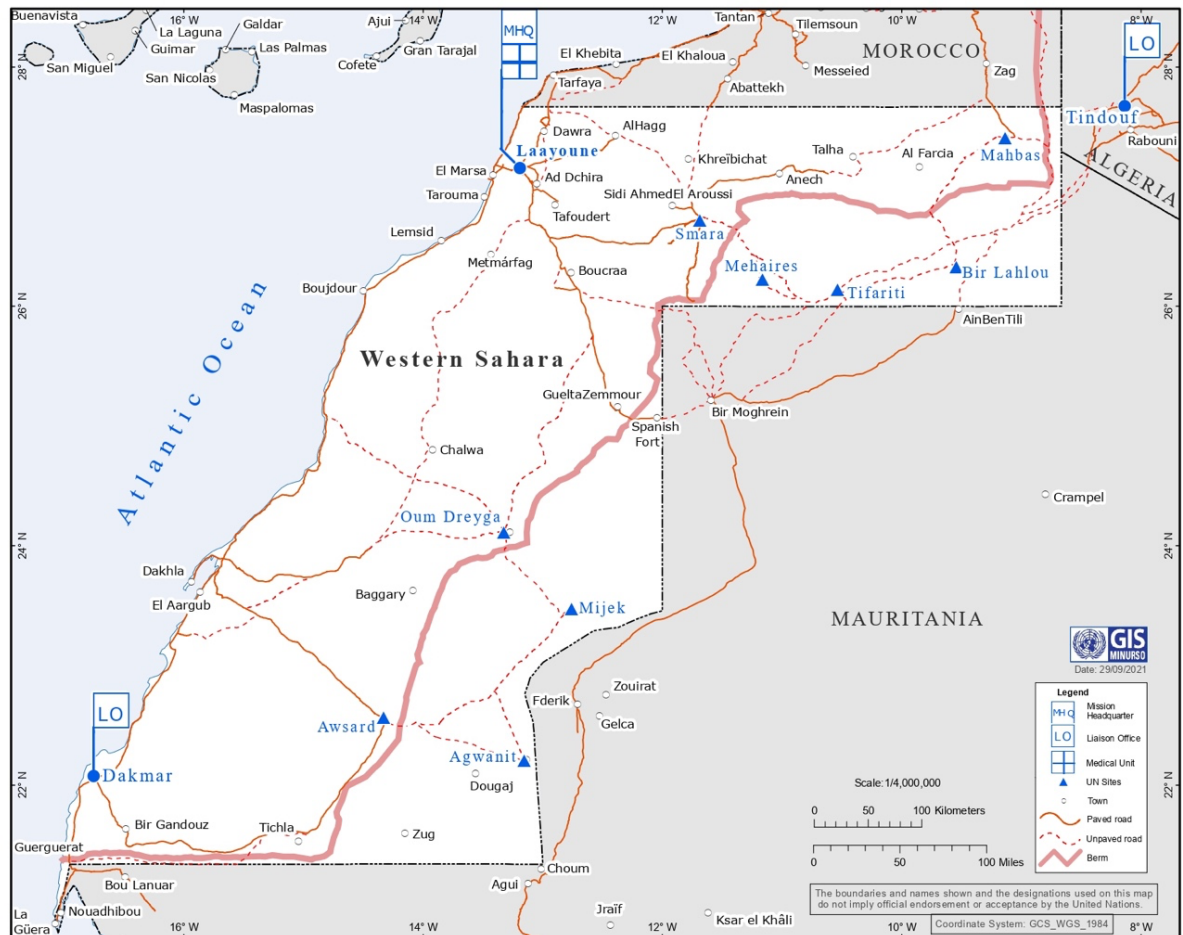 16°W
14°W
12°W
10°W
8°W
Buenavista
La Laguna
Guimar
San Miguel
Galdar
Las Palmas
San Nicolas
Maspalomas
Ajui
Gran Tarajal
Cofete
MHQ
El Khebita
Tarfaya
El Khaloua
Abattekh
Tantan
Tilemsoun
Messeied
MOROCCO
Zag
LO
28°N
28°N
Tindouf
Rabouni
ALGERIA
Dawra
AlHagg
Laayoune
Khreïbichat
Talha
Al Farcia
Mahbas
El Marsa
Ad Dchira
Anech
Tarouma
Tafoudert
Sidi AhmedEl Aroussi
Smara
Lemsid
Metmárfag
Boucraa
Mehaires
Bir Lahlou
Tifariti
Boujdour
26°N
26°N
AinBenTili
Atlantic Ocean
Western Sahara
GueltaZemmour
Spanish
Fort
Bir Moghrein
Chalwa
Crampel
Oum Dreyga
24°N
24°N
Dakhla
El Aargub
Baggary
Mijek
MAURITANIA
GIS
MINURSO
Date: 29/09/2021
LO
Zouirat
Fderik
Gelca
Awsard
Agwanit
Dakmar
Dougaj
22°N
22°N
Bir Gandouz
Tichla
Zug
Guerguerat
Bou Lanuar
Choum
Agui
La
Güera
Nouadhibou
Jraïf
Ksar el Khâli
Legend
MHQ
Mission
Headquarter
LO
Liaison Office
Medical Unit
UN Sites
Town
Paved road
Unpaved road
Berm
Scale: 1/4,000,000
0 50 100 Kilometers
0 50 100 Miles
The boundaries and names shown and the designations used on this map
do not imply official endorsement or acceptance by the United Nations.
Coordinate System: GCS_WGS_1984
16°W
14°W
12°W
10°W
8°W